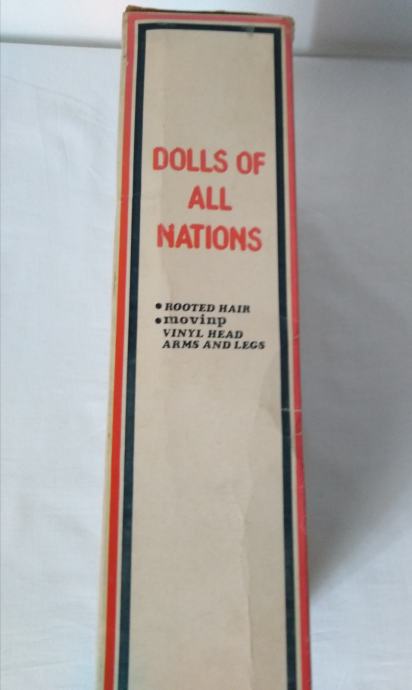 DOLLS OF
ALL
NATIONS
• ROOTED HAIR
• movinp
VINYL HEAD
ARMS AND LEGS